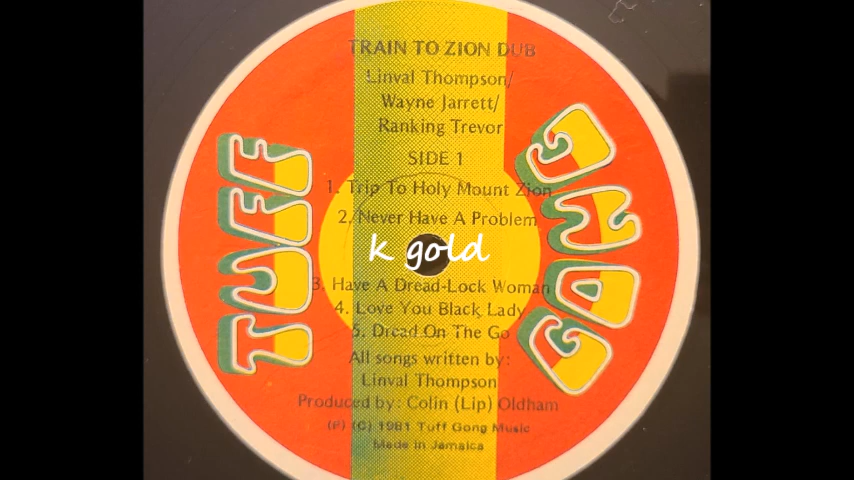 TRAIN TO ZION DUB
Linval Thompson/
Wayne Jarrett/
Ranking Trevor
SIDE 1
1. Trip To Holy Mount Zion
2. Never Have A Problem
k gold
3. Have A Dread-Lock Woman
4. Love You Black Lady
5. Dread On The Go
All songs written by:
Linval Thompson
Produced by: Colin (Lip) Oldham
(P) (C) 1981 Tuff Gong Music
Made in Jamaica
TUFF
GONG